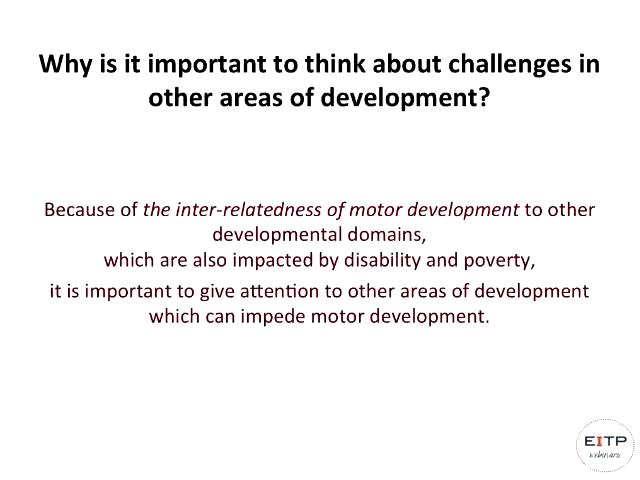 Why is it important to think about challenges in
other areas of development?
Because of the inter-relatedness of motor development to other
developmental domains,
which are also impacted by disability and poverty,
it is important to give attention to other areas of development
which can impede motor development.
EITP
webinars